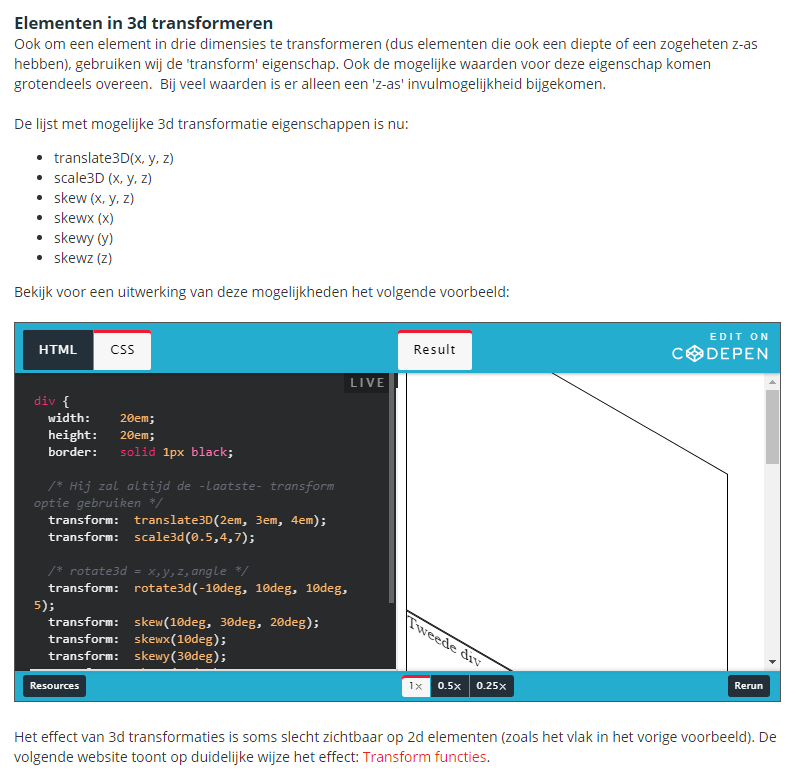 Elementen in 3d transformeren
Ook om een element in drie dimensies te transformeren (dus elementen die ook een diepte of een zogeheten z-as
hebben), gebruiken wij de 'transform' eigenschap. Ook de mogelijke waarden voor deze eigenschap komen
grotendeels overeen.  Bij veel waarden is er alleen een 'z-as' invulmogelijkheid bijgekomen.
De lijst met mogelijke 3d transformatie eigenschappen is nu:
• translate3D(x, y, z)
• scale3D (x, y, z)
• skew (x, y, z)
• skewx (x)
• skewy (y)
• skewz (z)
Bekijk voor een uitwerking van deze mogelijkheden het volgende voorbeeld:
HTML CSS Result EDIT ON
CODEPEN
LIVE
div {
width: 20em;
height: 20em;
border: solid 1px black;
/* Hij zal altijd de -laatste- transform
optie gebruiken */
transform: translate3D(2em, 3em, 4em);
transform: scale3d(0.5,4,7);
/* rotate3d = x,y,z,angle */
transform: rotate3d(-10deg, 10deg, 10deg,
5);
transform: skew(10deg, 30deg, 20deg);
transform: skewx(10deg);
transform: skewy(30deg);
Tweede div
Resources 1x 0.5x 0.25x Rerun
Het effect van 3d transformaties is soms slecht zichtbaar op 2d elementen (zoals het vlak in het vorige voorbeeld). De
volgende website toont op duidelijke wijze het effect: Transform functies.